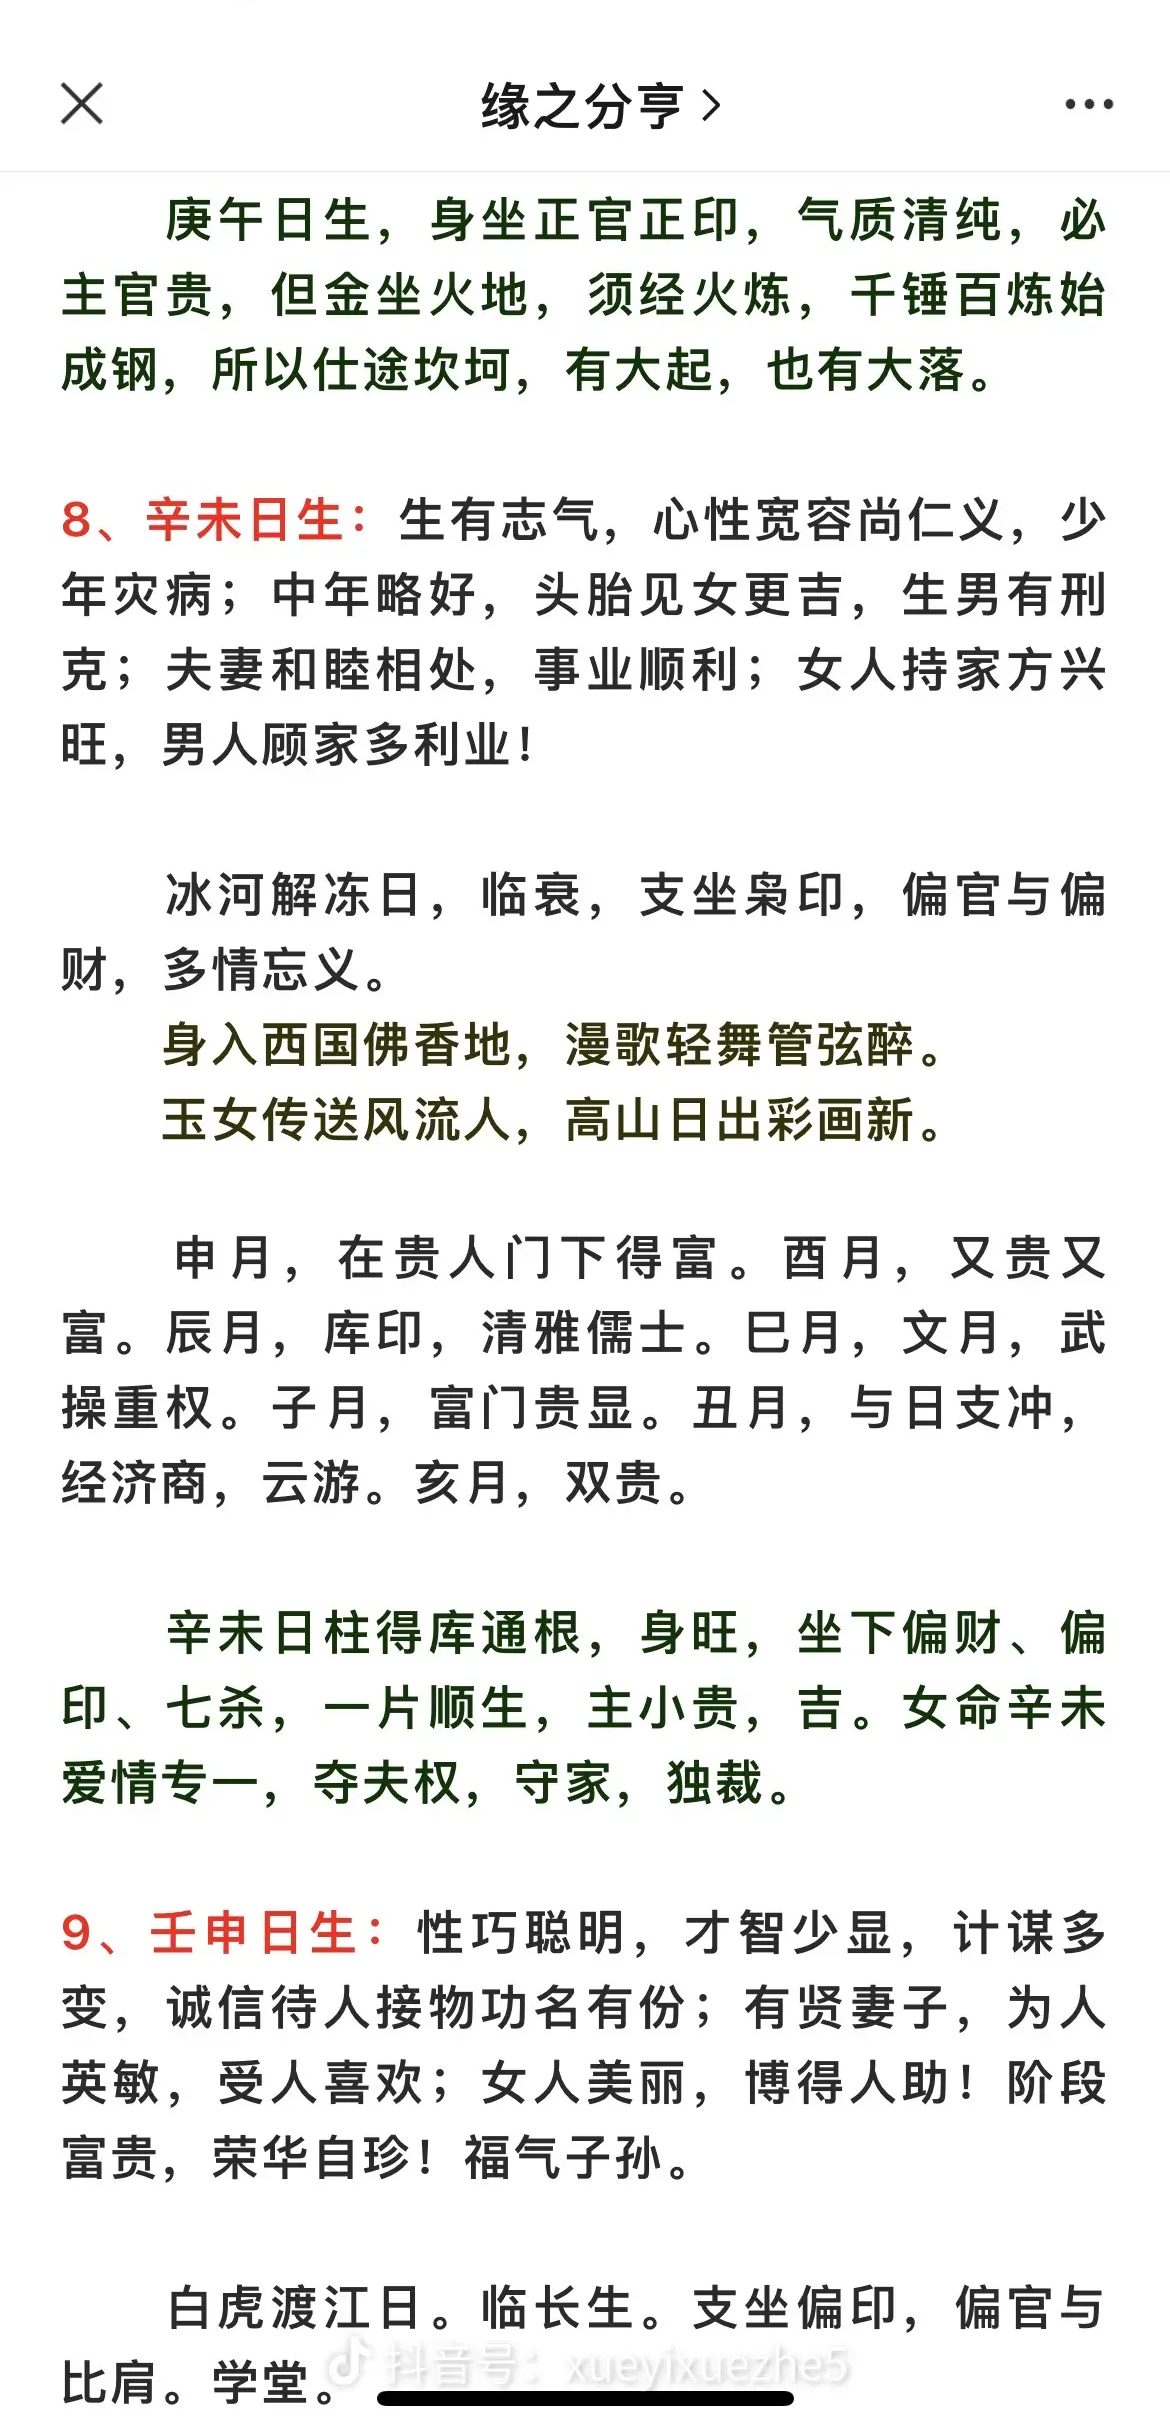 缘之分亨
庚午日生，身坐正官正印，气质清纯，必
主官贵，但金坐火地，须经火炼，千锤百炼始
成钢，所以仕途坎坷，有大起，也有大落。
8、辛未日生：生有志气，心性宽容尚仁义，少
年灾病；中年略好，头胎见女更吉，生男有刑
克；夫妻和睦相处，事业顺利；女人持家方兴
旺，男人顾家多利业！
冰河解冻日，临衰，支坐枭印，偏官与偏
财，多情忘义。
身入西国佛香地，漫歌轻舞管弦醉。
玉女传送风流人，高山日出彩画新。
申月，在贵人门下得富。酉月，又贵又
富。辰月，库印，清雅儒士。巳月，文月，武
操重权。子月，富门贵显。丑月，与日支冲，
经济商，云游。亥月，双贵。
辛未日柱得库通根，身旺，坐下偏财、偏
印、七杀，一片顺生，主小贵，吉。女命辛未
爱情专一，夺夫权，守家，独裁。
9、壬申日生：性巧聪明，才智少显，计谋多
变，诚信待人接物功名有份；有贤妻子，为人
英敏，受人喜欢；女人美丽，博得人助！阶段
富贵，荣华自珍！福气子孙。
白虎渡江日。临长生。支坐偏印，偏官与
比肩。学堂。
抖音号：xueyixuezhe5